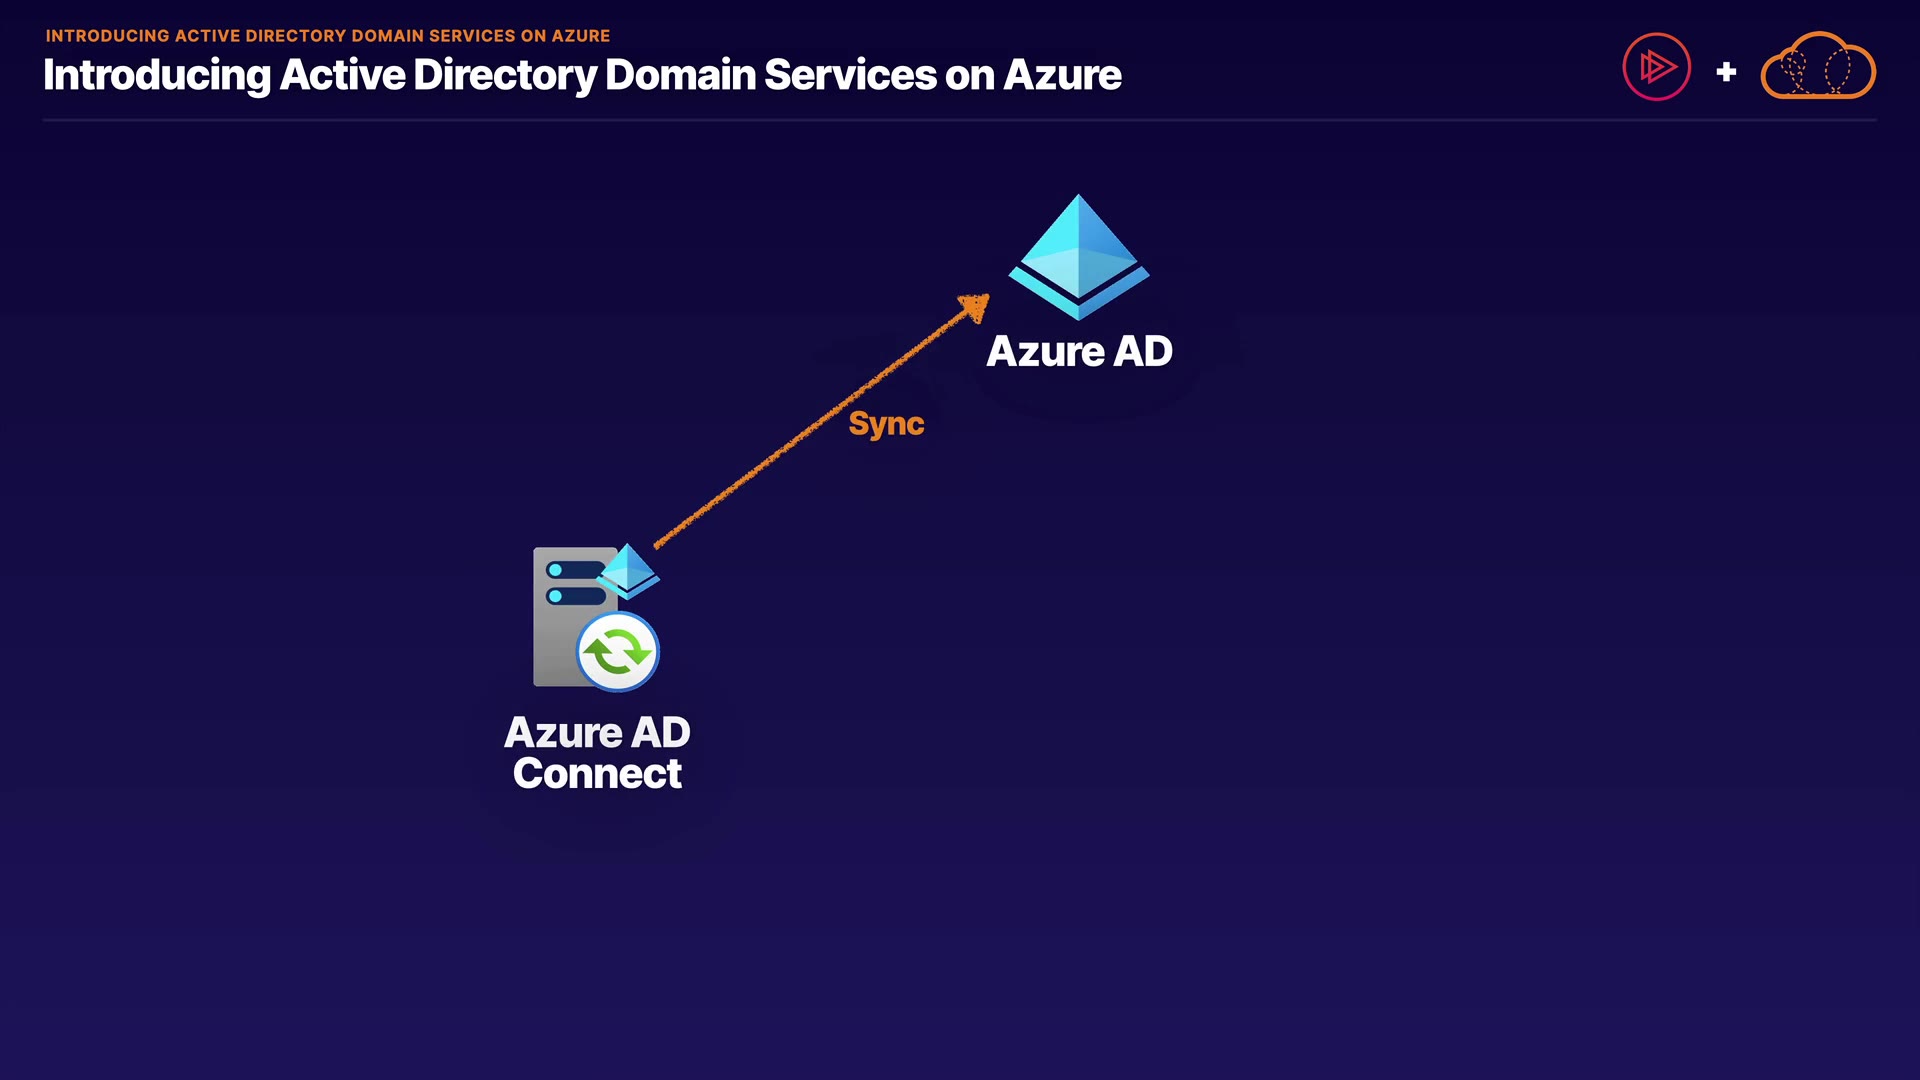 INTRODUCING ACTIVE DIRECTORY DOMAIN SERVICES ON AZURE
Introducing Active Directory Domain Services on Azure
+
Azure AD
Sync
Azure AD
Connect